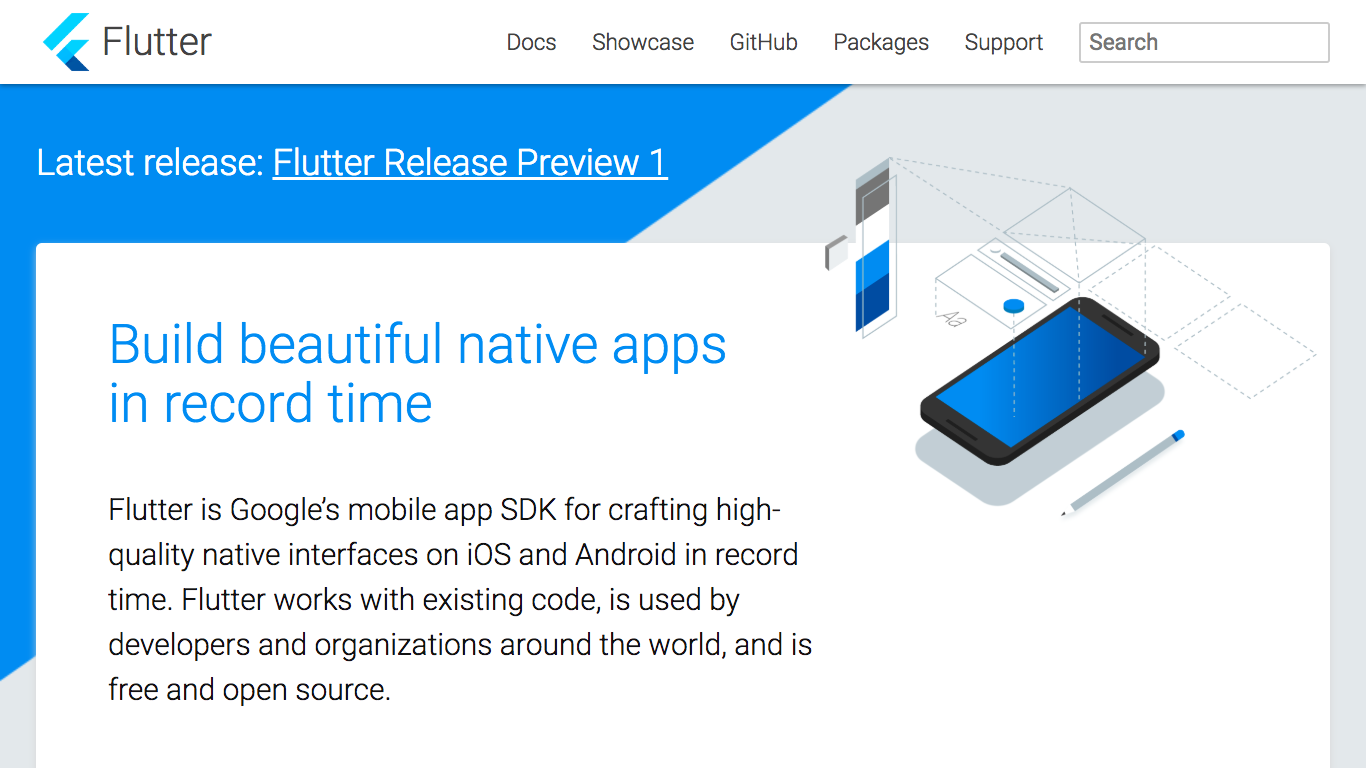 Flutter
Docs
Showcase
GitHub
Packages
Support
Search
Latest release: Flutter Release Preview 1
Build beautiful native apps
in record time
Flutter is Google’s mobile app SDK for crafting high-
quality native interfaces on iOS and Android in record
time. Flutter works with existing code, is used by
developers and organizations around the world, and is
free and open source.
Aa